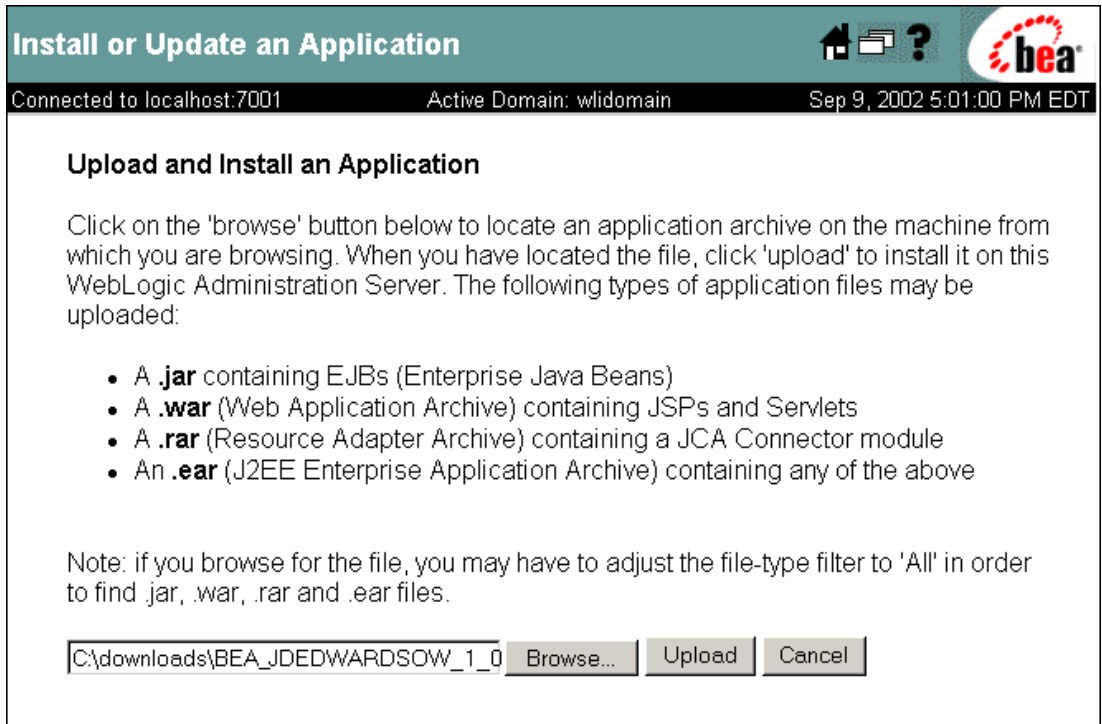 Install or Update an Application
?
bea
Connected to localhost:7001 Active Domain: wlidomain Sep 9, 2002 5:01:00 PM EDT
Upload and Install an Application
Click on the 'browse' button below to locate an application archive on the machine from
which you are browsing. When you have located the file, click 'upload' to install it on this
WebLogic Administration Server. The following types of application files may be
uploaded:
• A .jar containing EJBs (Enterprise Java Beans)
• A .war (Web Application Archive) containing JSPs and Servlets
• A .rar (Resource Adapter Archive) containing a JCA Connector module
• An .ear (J2EE Enterprise Application Archive) containing any of the above
Note: if you browse for the file, you may have to adjust the file-type filter to 'All' in order
to find .jar, .war, .rar and .ear files.
C:\downloads\BEA_JDEDWARDSOW_1_0 Browse... Upload Cancel